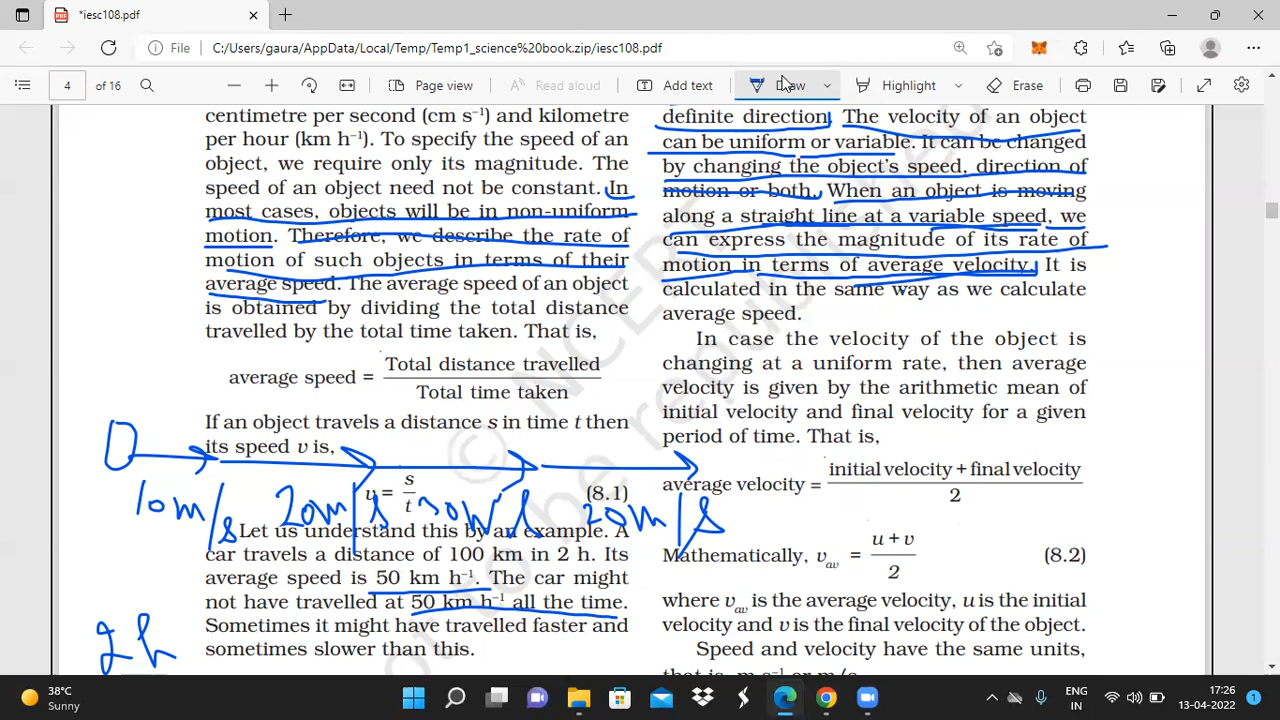 *iesc108.pdf
File C:/Users/gaura/AppData/Local/Temp/Temp1_science%20book.zip/iesc108.pdf
4 of 16 Page view Read aloud Add text Draw Highlight Erase
centimetre per second (cm s⁻¹) and kilometre
per hour (km h⁻¹). To specify the speed of an
object, we require only its magnitude. The
speed of an object need not be constant. In
most cases, objects will be in non-uniform
motion. Therefore, we describe the rate of
motion of such objects in terms of their
average speed. The average speed of an object
is obtained by dividing the total distance
travelled by the total time taken. That is,
average speed = Total distance travelled
Total time taken
If an object travels a distance s in time t then
its speed v is,
υ = s
t (8.1)
10 m/s 20m/s 30 20m/s
Let us understand this by an example. A
car travels a distance of 100 km in 2 h. Its
average speed is 50 km h⁻¹. The car might
not have travelled at 50 km h⁻¹ all the time.
Sometimes it might have travelled faster and
sometimes slower than this.
2 h
definite direction. The velocity of an object
can be uniform or variable. It can be changed
by changing the object's speed, direction of
motion or both. When an object is moving
along a straight line at a variable speed, we
can express the magnitude of its rate of
motion in terms of average velocity. It is
calculated in the same way as we calculate
average speed.
In case the velocity of the object is
changing at a uniform rate, then average
velocity is given by the arithmetic mean of
initial velocity and final velocity for a given
period of time. That is,
average velocity = initial velocity + final velocity
2
Mathematically, vav = u + v
2 (8.2)
where vav is the average velocity, u is the initial
velocity and v is the final velocity of the object.
Speed and velocity have the same units,
that is, m s⁻¹ or m/s.
© NCERT
not to be republished
38°C
Sunny
ENG
IN
17:26
13-04-2022
1